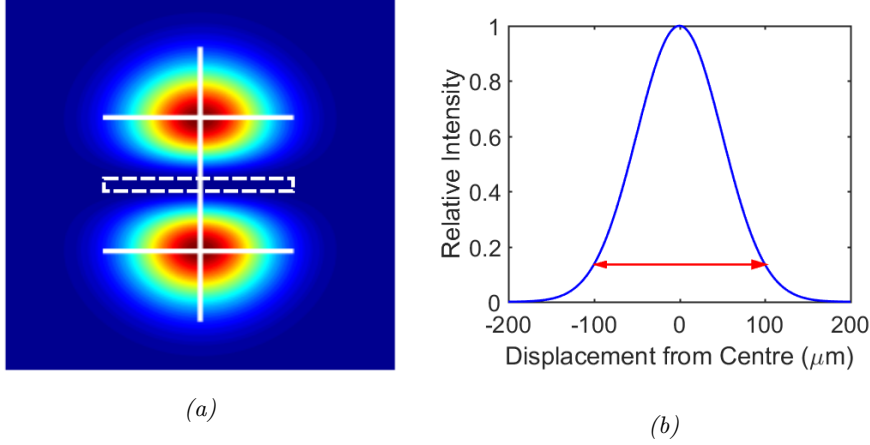 1
0.8
0.6
0.4
0.2
0
Relative Intensity
-200 -100 0 100 200
Displacement from Centre (μm)
(a)
(b)